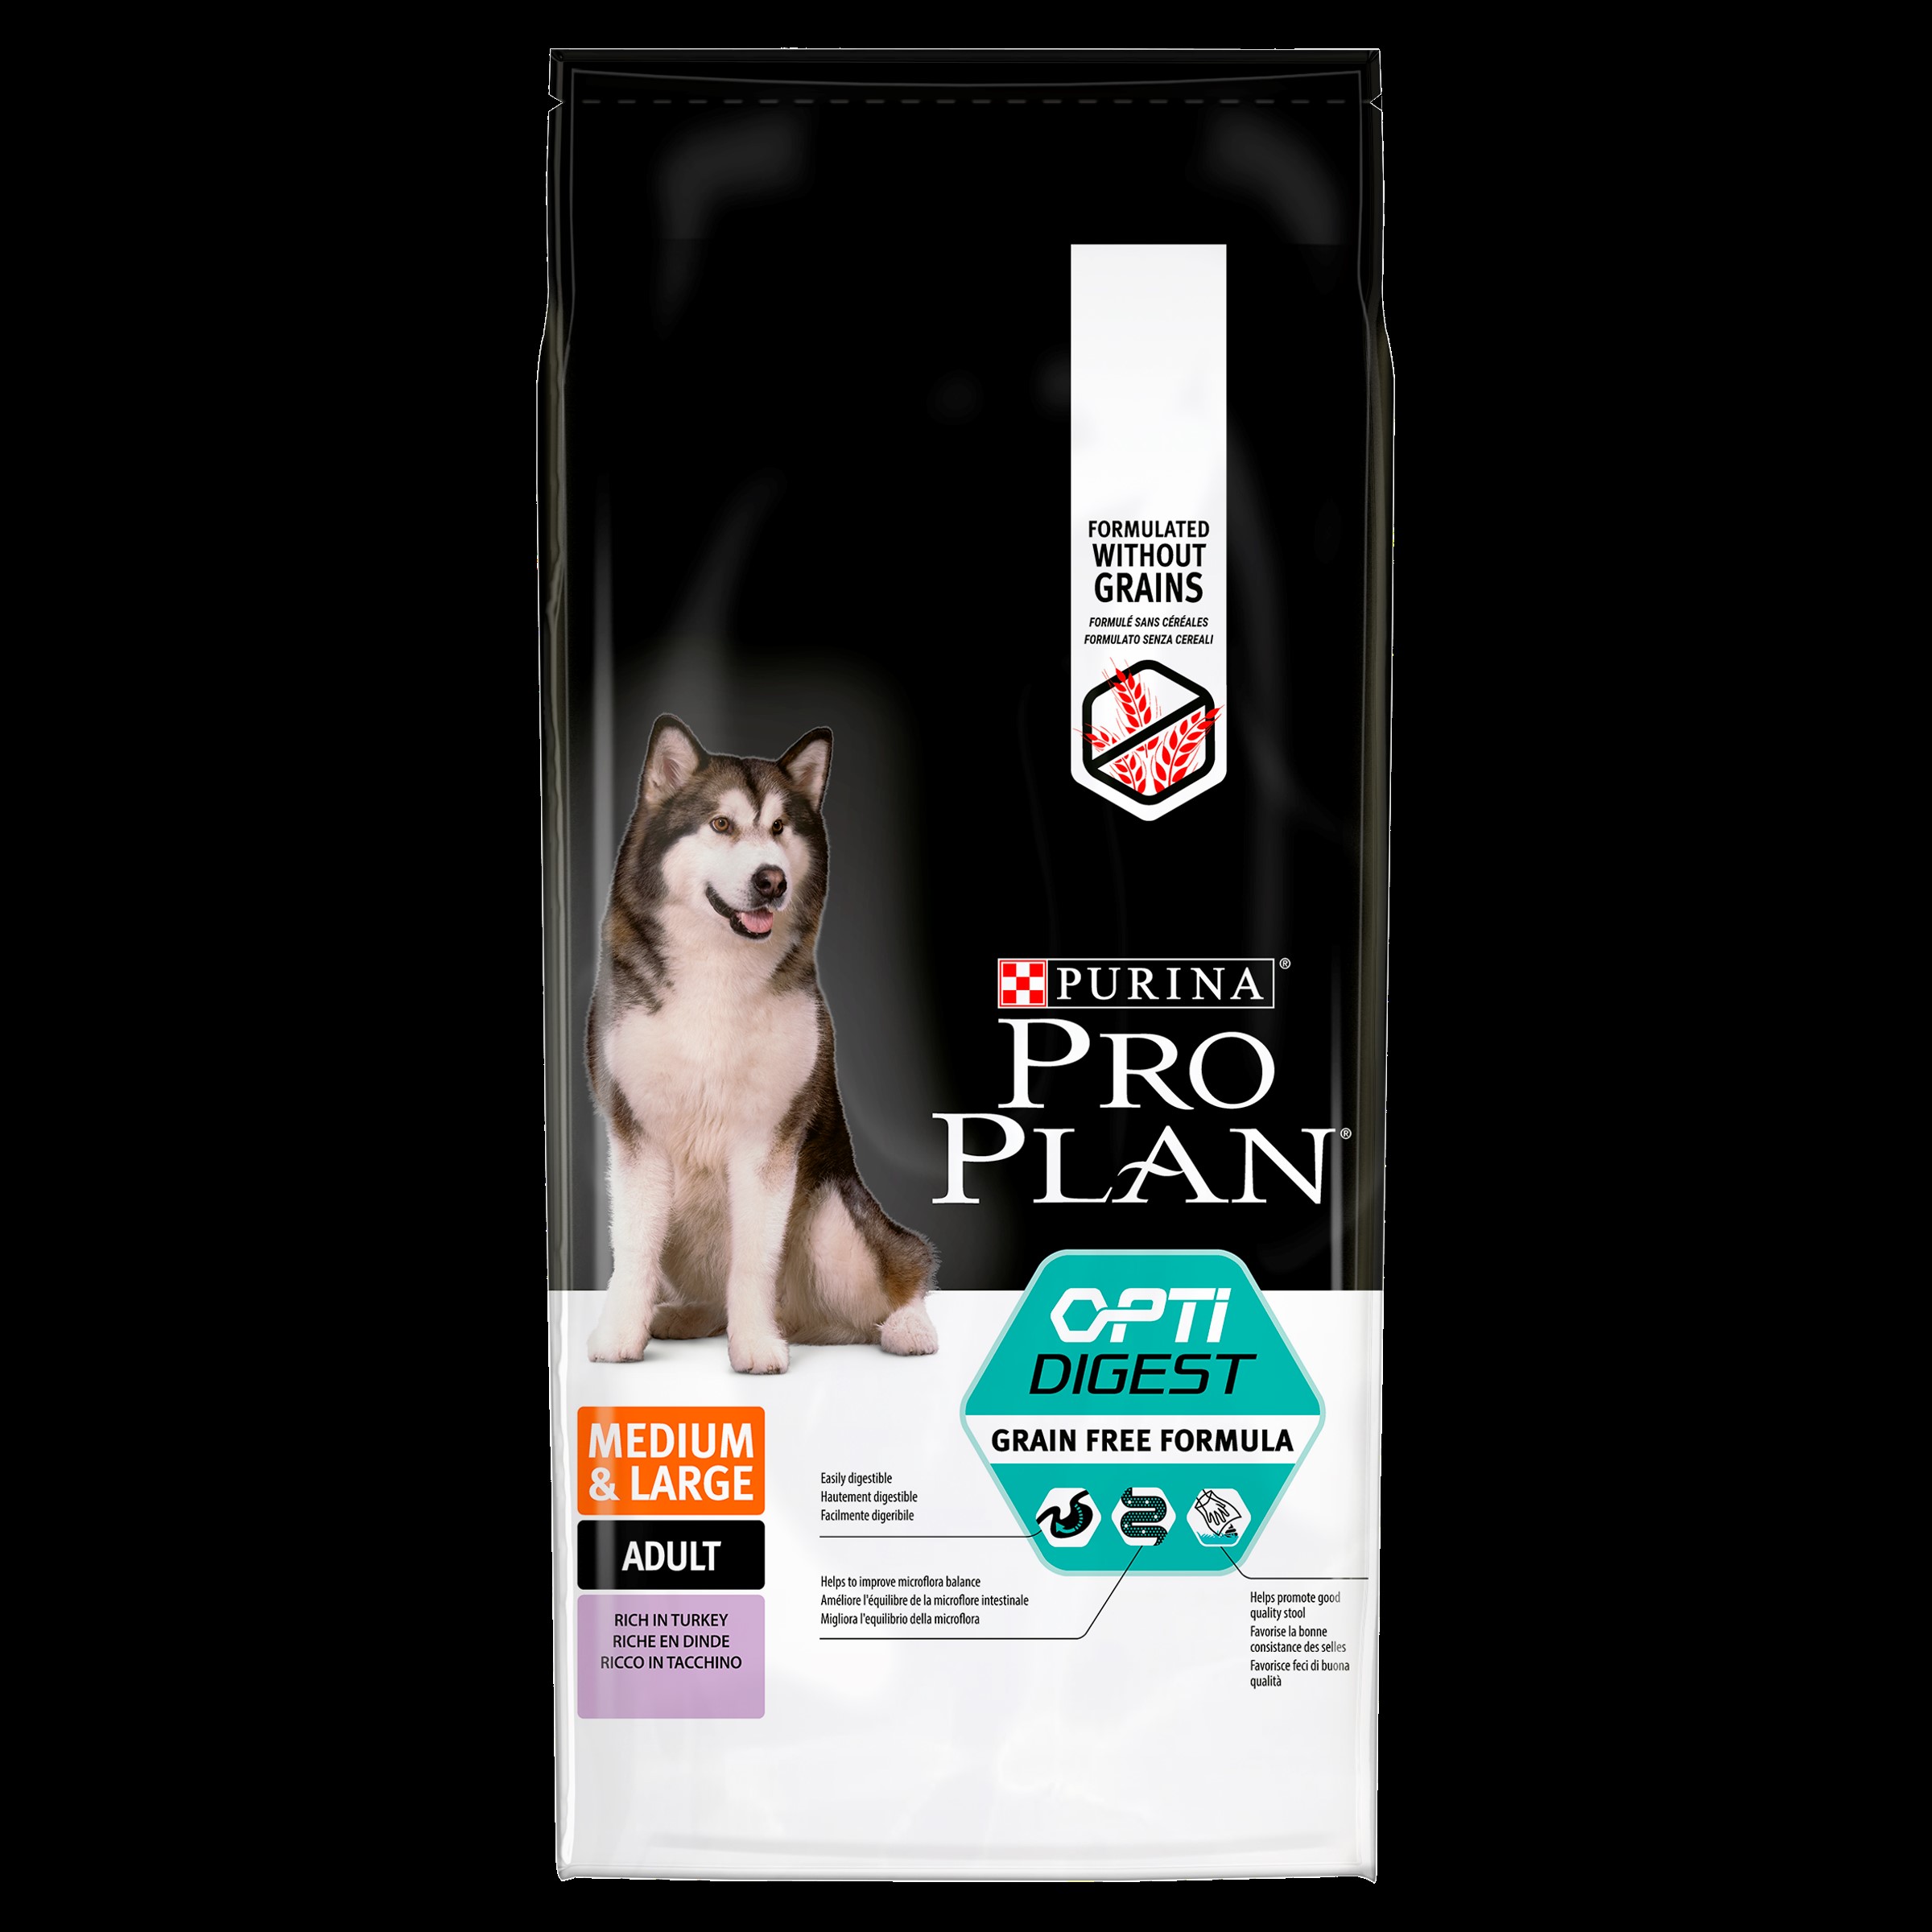 FORMULATED
WITHOUT
GRAINS
FORMULÉ SANS CÉRÉALES
FORMULATO SENZA CEREALI
PURINA®
PRO
PLAN®
OPTI
DIGEST
GRAIN FREE FORMULA
MEDIUM
& LARGE
ADULT
RICH IN TURKEY
RICHE EN DINDE
RICCO IN TACCHINO
Easily digestible
Hautement digestible
Facilmente digeribile
Helps to improve microflora balance
Améliore l'équilibre de la microflore intestinale
Migliora l'equilibrio della microflora
Helps promote good
quality stool
Favorise la bonne
consistance des selles
Favorisce feci di buona
qualità